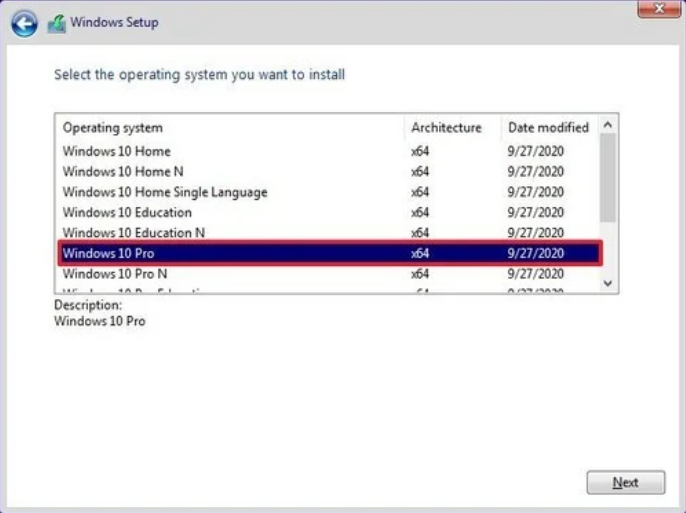 Windows Setup
Select the operating system you want to install
Operating system Architecture Date modified
Windows 10 Home x64 9/27/2020
Windows 10 Home N x64 9/27/2020
Windows 10 Home Single Language x64 9/27/2020
Windows 10 Education x64 9/27/2020
Windows 10 Education N x64 9/27/2020
Windows 10 Pro x64 9/27/2020
Windows 10 Pro N x64 9/27/2020
Description:
Windows 10 Pro
Next